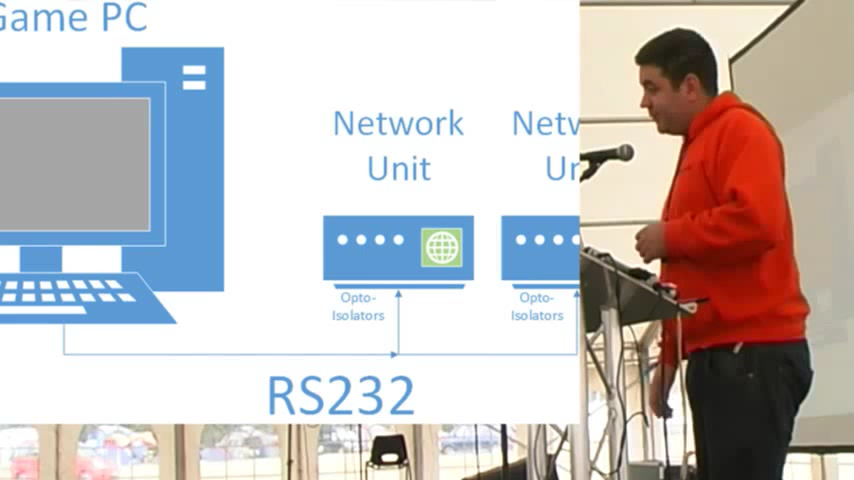 Game PC
Network
Unit
Opto-
Isolators
Opto-
Isolators
RS232